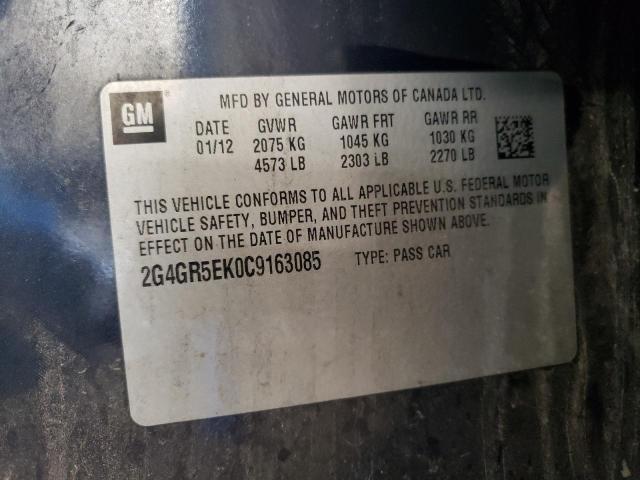 GM
MFD BY GENERAL MOTORS OF CANADA LTD.
DATE GVWR GAWR FRT GAWR RR
01/12 2075 KG 1045 KG 1030 KG
4573 LB 2303 LB 2270 LB
THIS VEHICLE CONFORMS TO ALL APPLICABLE U.S. FEDERAL MOTOR
VEHICLE SAFETY, BUMPER, AND THEFT PREVENTION STANDARDS IN
EFFECT ON THE DATE OF MANUFACTURE SHOWN ABOVE.
2G4GR5EK0C9163085 TYPE: PASS CAR